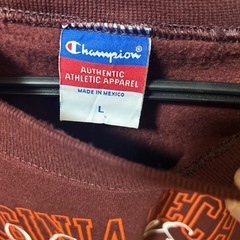 Champion
AUTHENTIC
ATHLETIC APPAREL
MADE IN MEXICO
L